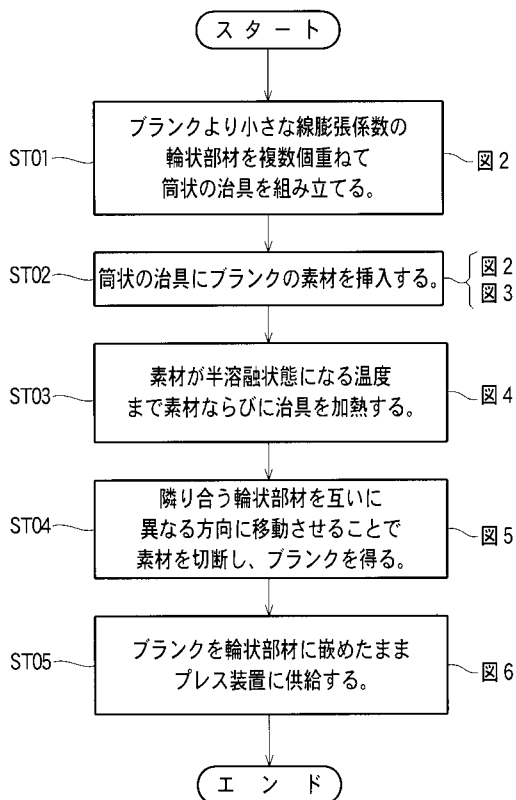 スタート
ST01
ブランクより小さな線膨張係数の
輪状部材を複数個重ねて
筒状の治具を組み立てる。
図2
ST02
筒状の治具にブランクの素材を挿入する。
図2
図3
ST03
素材が半溶融状態になる温度
まで素材ならびに治具を加熱する。
図4
ST04
隣り合う輪状部材を互いに
異なる方向に移動させることで
素材を切断し、ブランクを得る。
図5
ST05
ブランクを輪状部材に嵌めたまま
プレス装置に供給する。
図6
エンド